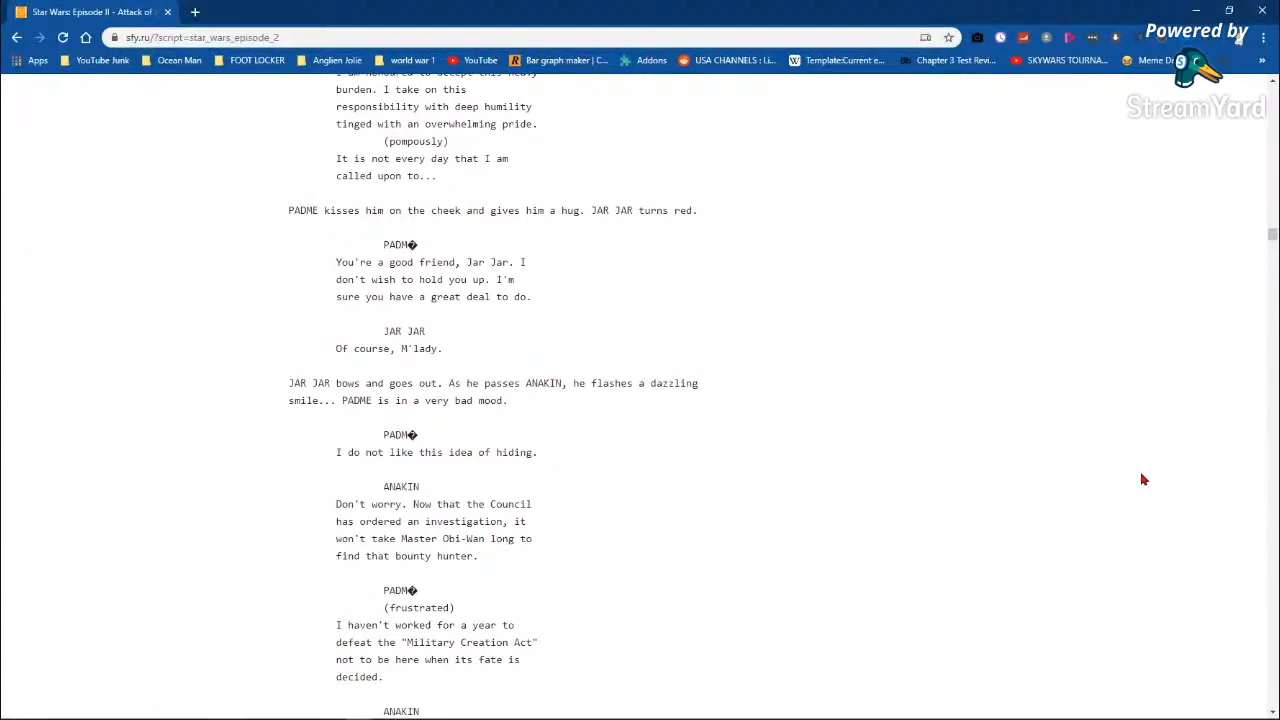 Star Wars: Episode II - Attack of
Powered by
sfy.ru/?script=star_wars_episode_2
Apps
YouTube Junk
Ocean Man
FOOT LOCKER
Anglien Jolie
world war 1
YouTube
Bar graph maker | C...
Addons
USA CHANNELS : Li...
Template:Current e...
Chapter 3 Test Revi...
SKYWARS TOURNA...
Meme De
StreamYard
I am honoured to accept this heavy
burden. I take on this
responsibility with deep humility
tinged with an overwhelming pride.
(pompously)
It is not every day that I am
called upon to...
PADME kisses him on the cheek and gives him a hug. JAR JAR turns red.
PADM�
You're a good friend, Jar Jar. I
don't wish to hold you up. I'm
sure you have a great deal to do.
JAR JAR
Of course, M'lady.
JAR JAR bows and goes out. As he passes ANAKIN, he flashes a dazzling
smile... PADME is in a very bad mood.
PADM�
I do not like this idea of hiding.
ANAKIN
Don't worry. Now that the Council
has ordered an investigation, it
won't take Master Obi-Wan long to
find that bounty hunter.
PADM�
(frustrated)
I haven't worked for a year to
defeat the "Military Creation Act"
not to be here when its fate is
decided.
ANAKIN